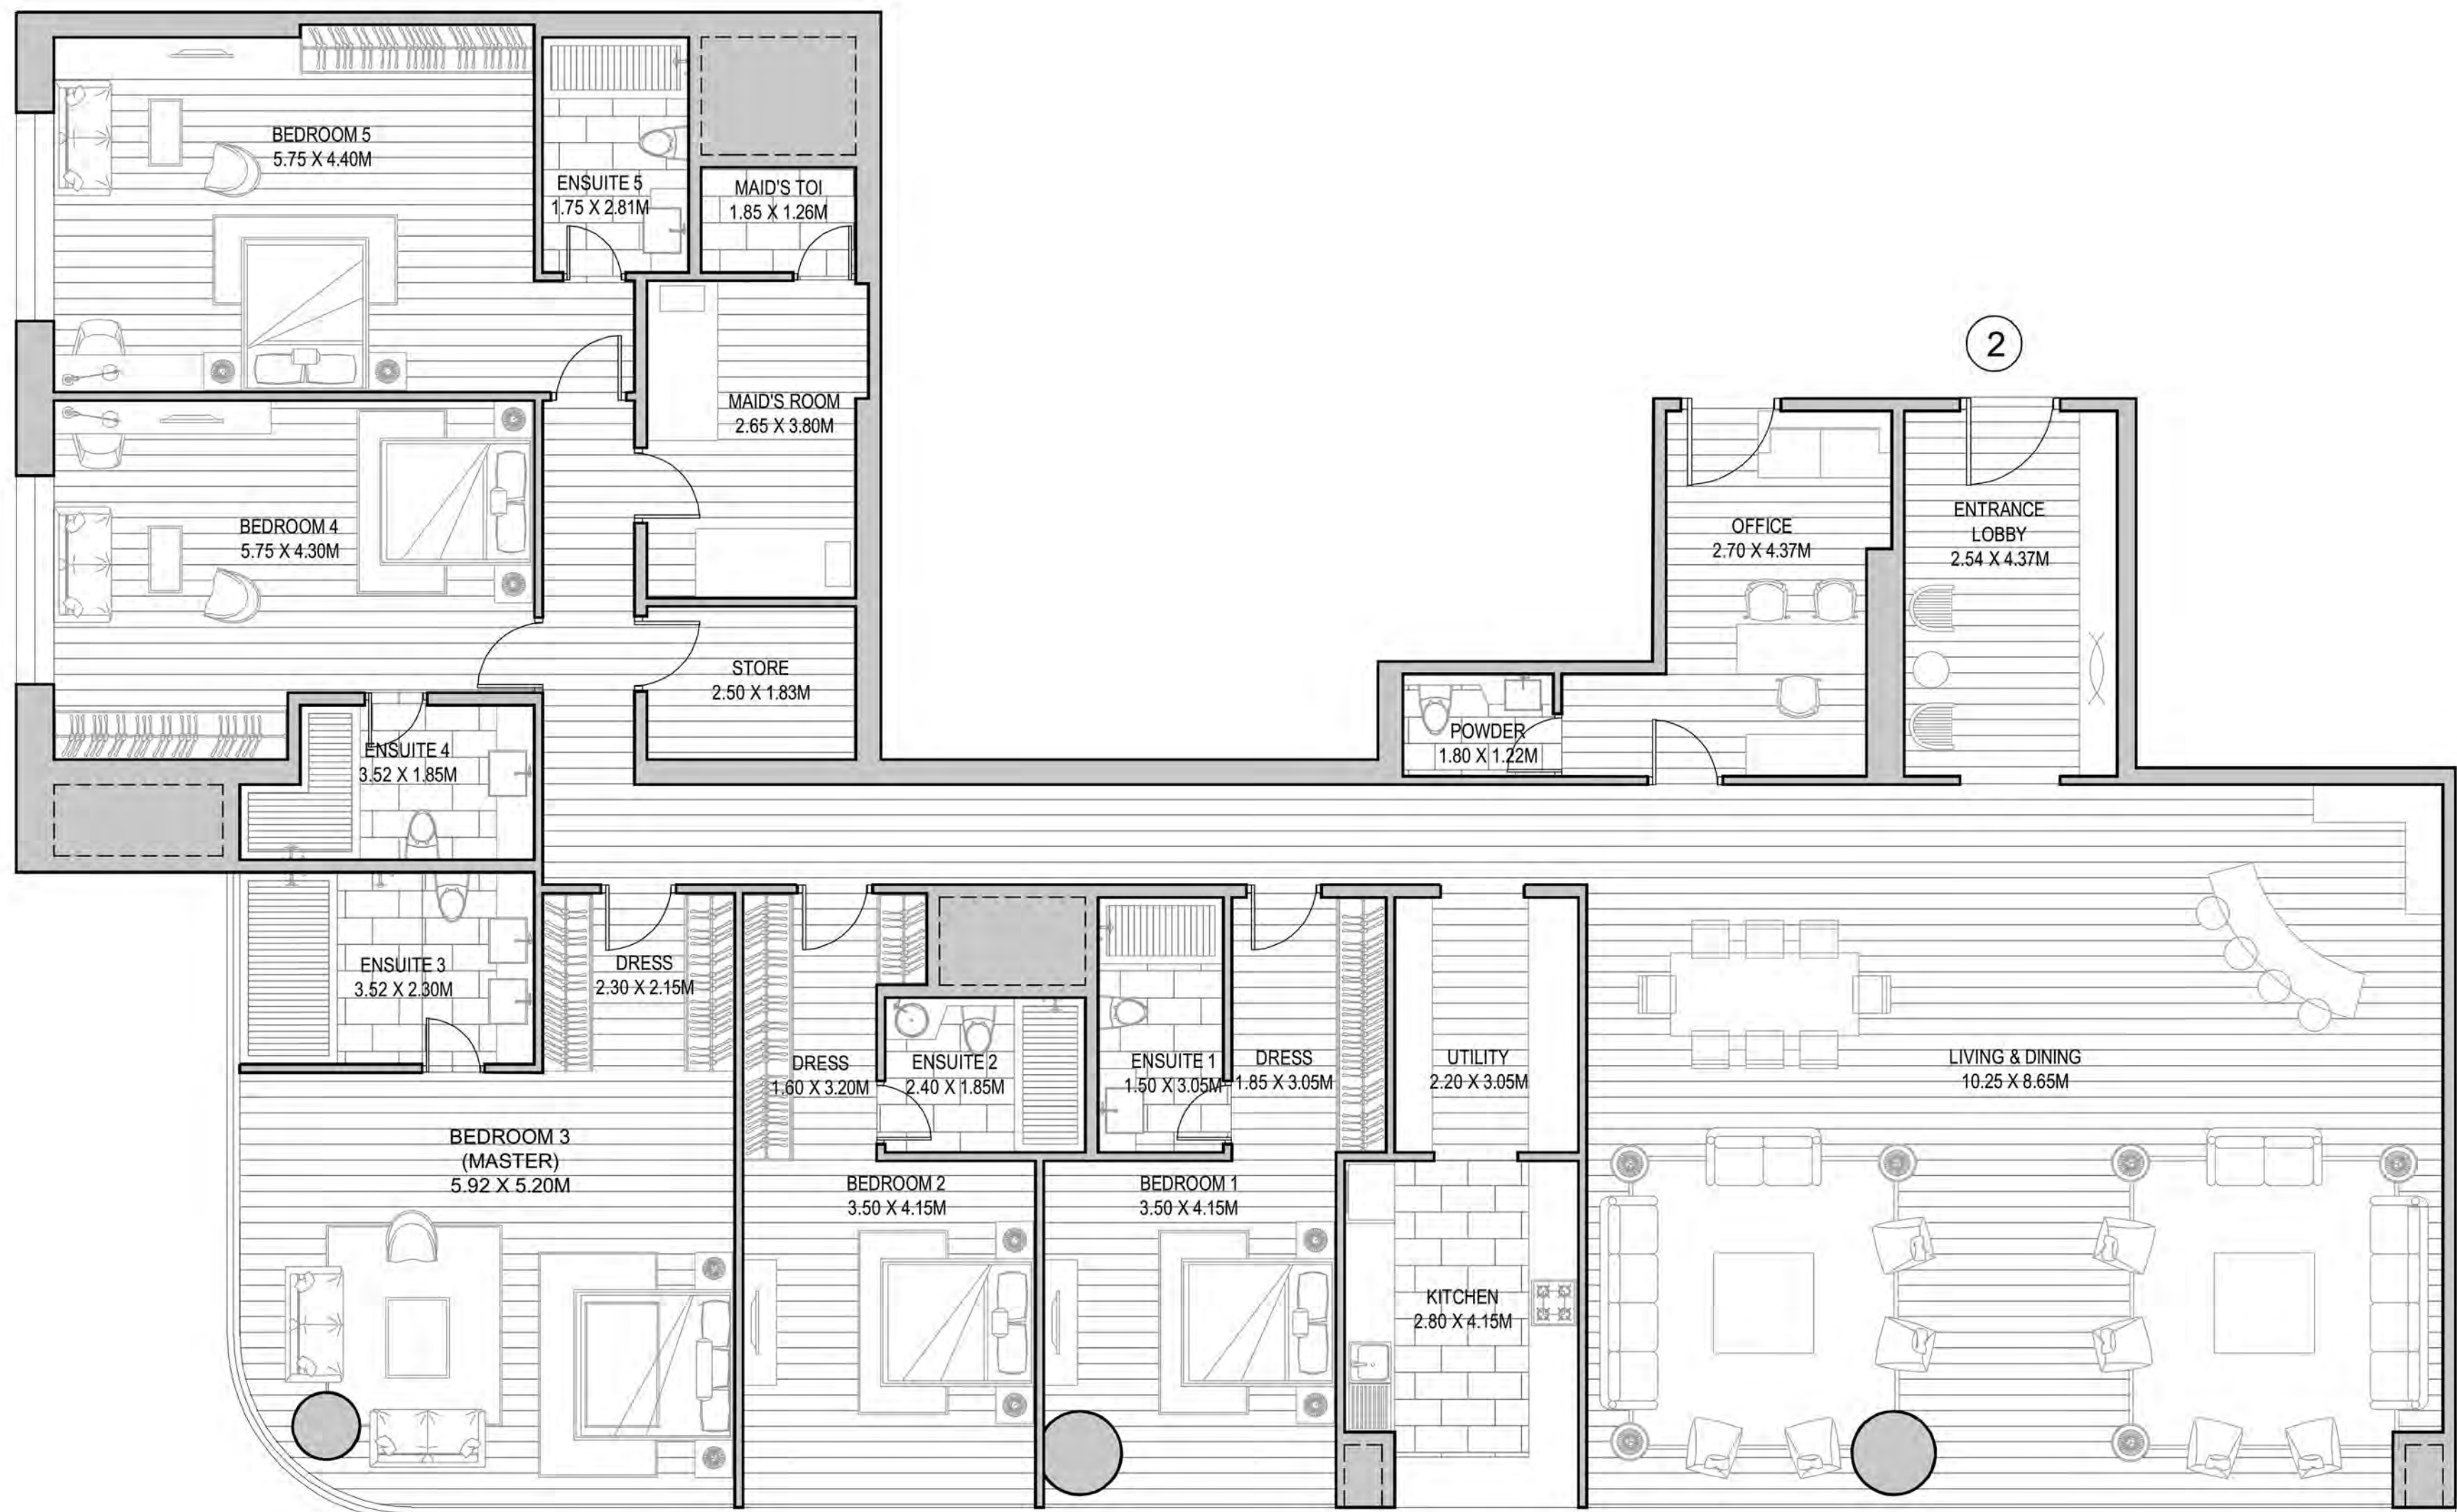 BEDROOM 5
5.75 X 4.40M
ENSUITE 5
1.75 X 2.81M
MAID'S TOI
1.85 X 1.26M
2
MAID'S ROOM
2.65 X 3.80M
BEDROOM 4
5.75 X 4.30M
OFFICE
2.70 X 4.37M
ENTRANCE
LOBBY
2.54 X 4.37M
STORE
2.50 X 1.83M
POWDER
1.80 X 1.22M
ENSUITE 4
3.52 X 1.85M
ENSUITE 3
3.52 X 2.30M
DRESS
2.30 X 2.15M
DRESS
1.60 X 3.20M
ENSUITE 2
2.40 X 1.85M
ENSUITE 1
1.50 X 3.05M
DRESS
1.85 X 3.05M
UTILITY
2.20 X 3.05M
LIVING & DINING
10.25 X 8.65M
BEDROOM 3
(MASTER)
5.92 X 5.20M
BEDROOM 2
3.50 X 4.15M
BEDROOM 1
3.50 X 4.15M
KITCHEN
2.80 X 4.15M